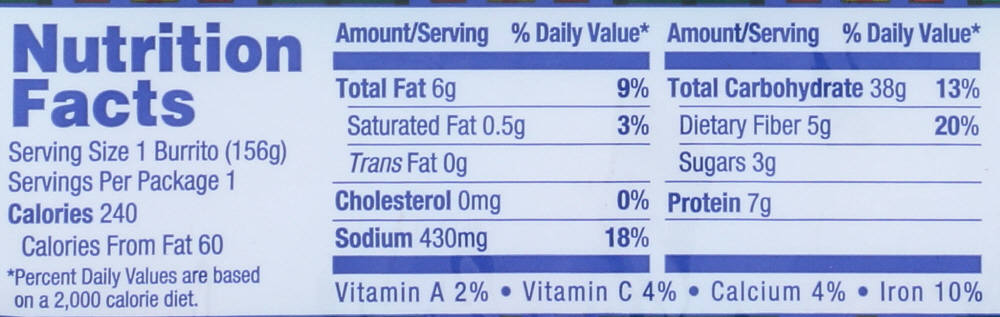 Nutrition
Facts
Serving Size 1 Burrito (156g)
Servings Per Package 1
Calories 240
Calories From Fat 60
*Percent Daily Values are based
on a 2,000 calorie diet.
Amount/Serving % Daily Value*
Total Fat 6g 9%
Saturated Fat 0.5g 3%
Trans Fat 0g
Cholesterol 0mg 0%
Sodium 430mg 18%
Amount/Serving % Daily Value*
Total Carbohydrate 38g 13%
Dietary Fiber 5g 20%
Sugars 3g
Protein 7g
Vitamin A 2% • Vitamin C 4% • Calcium 4% • Iron 10%